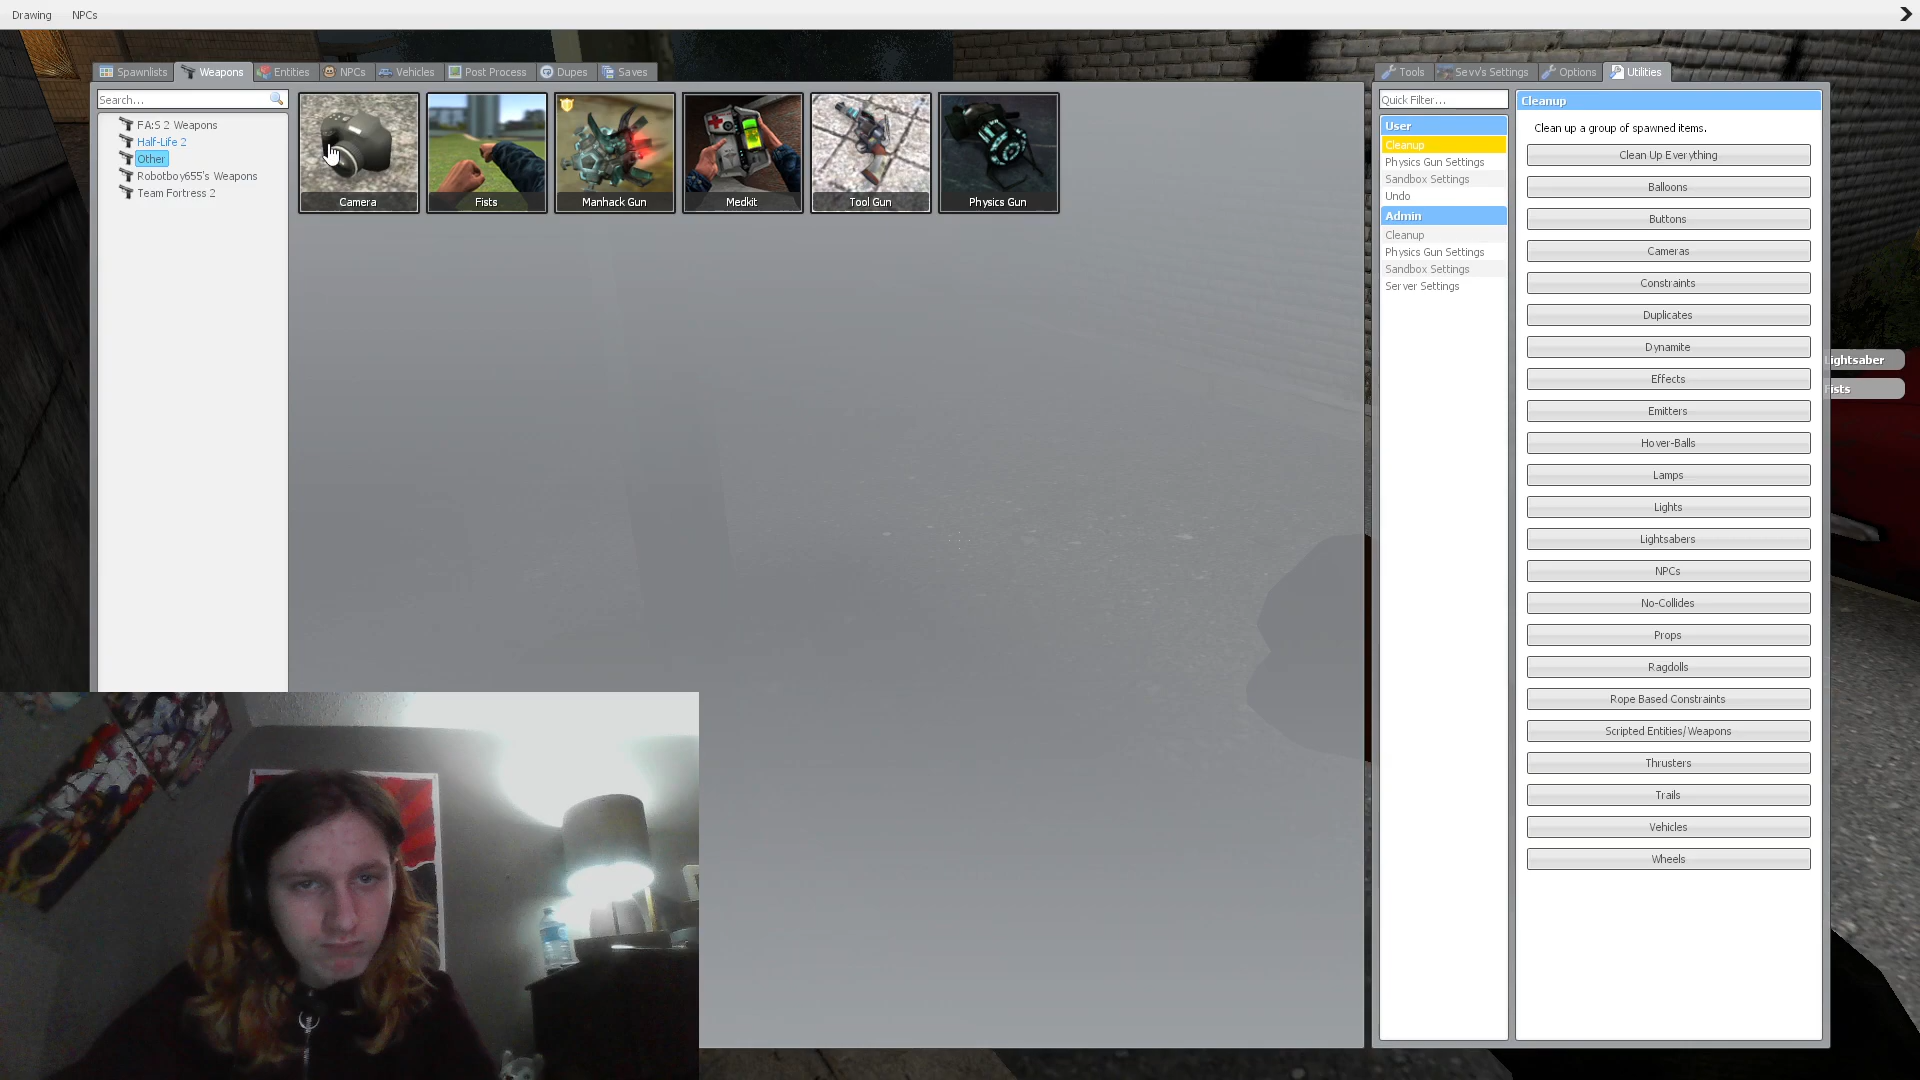 Drawing NPCs
Spawnlists Weapons Entities NPCs Vehicles Post Process Dupes Saves
Tools Sevv's Settings Options Utilities
Search...
FA:S 2 Weapons
Half-Life 2
Other
Robotboy655's Weapons
Team Fortress 2
Camera
Fists
Manhack Gun
Medkit
Tool Gun
Physics Gun
Quick Filter...
User
Cleanup
Physics Gun Settings
Sandbox Settings
Undo
Admin
Cleanup
Physics Gun Settings
Sandbox Settings
Server Settings
Cleanup
Clean up a group of spawned items.
Clean Up Everything
Balloons
Buttons
Cameras
Constraints
Duplicates
Dynamite
Effects
Emitters
Hover-Balls
Lamps
Lights
Lightsabers
NPCs
No-Collides
Props
Ragdolls
Rope Based Constraints
Scripted Entities/Weapons
Thrusters
Trails
Vehicles
Wheels
Lightsaber
Fists